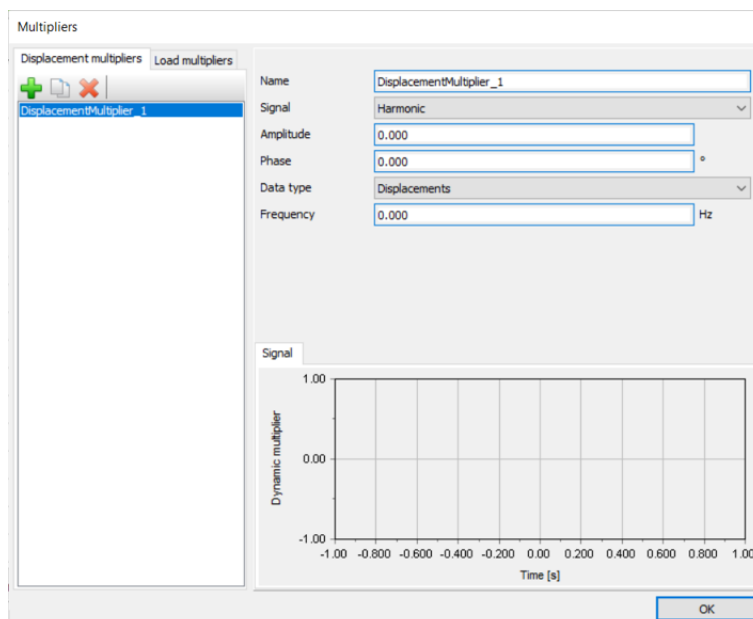 Multipliers
Displacement multipliers Load multipliers
DisplacementMultiplier_1
Name DisplacementMultiplier_1
Signal Harmonic
Amplitude 0.000
Phase 0.000 °
Data type Displacements
Frequency 0.000 Hz
Signal
1.00
0.00
-1.00
Dynamic multiplier
-1.00 -0.800 -0.600 -0.400 -0.200 0.00 0.200 0.400 0.600 0.800 1.00
Time [s]
OK